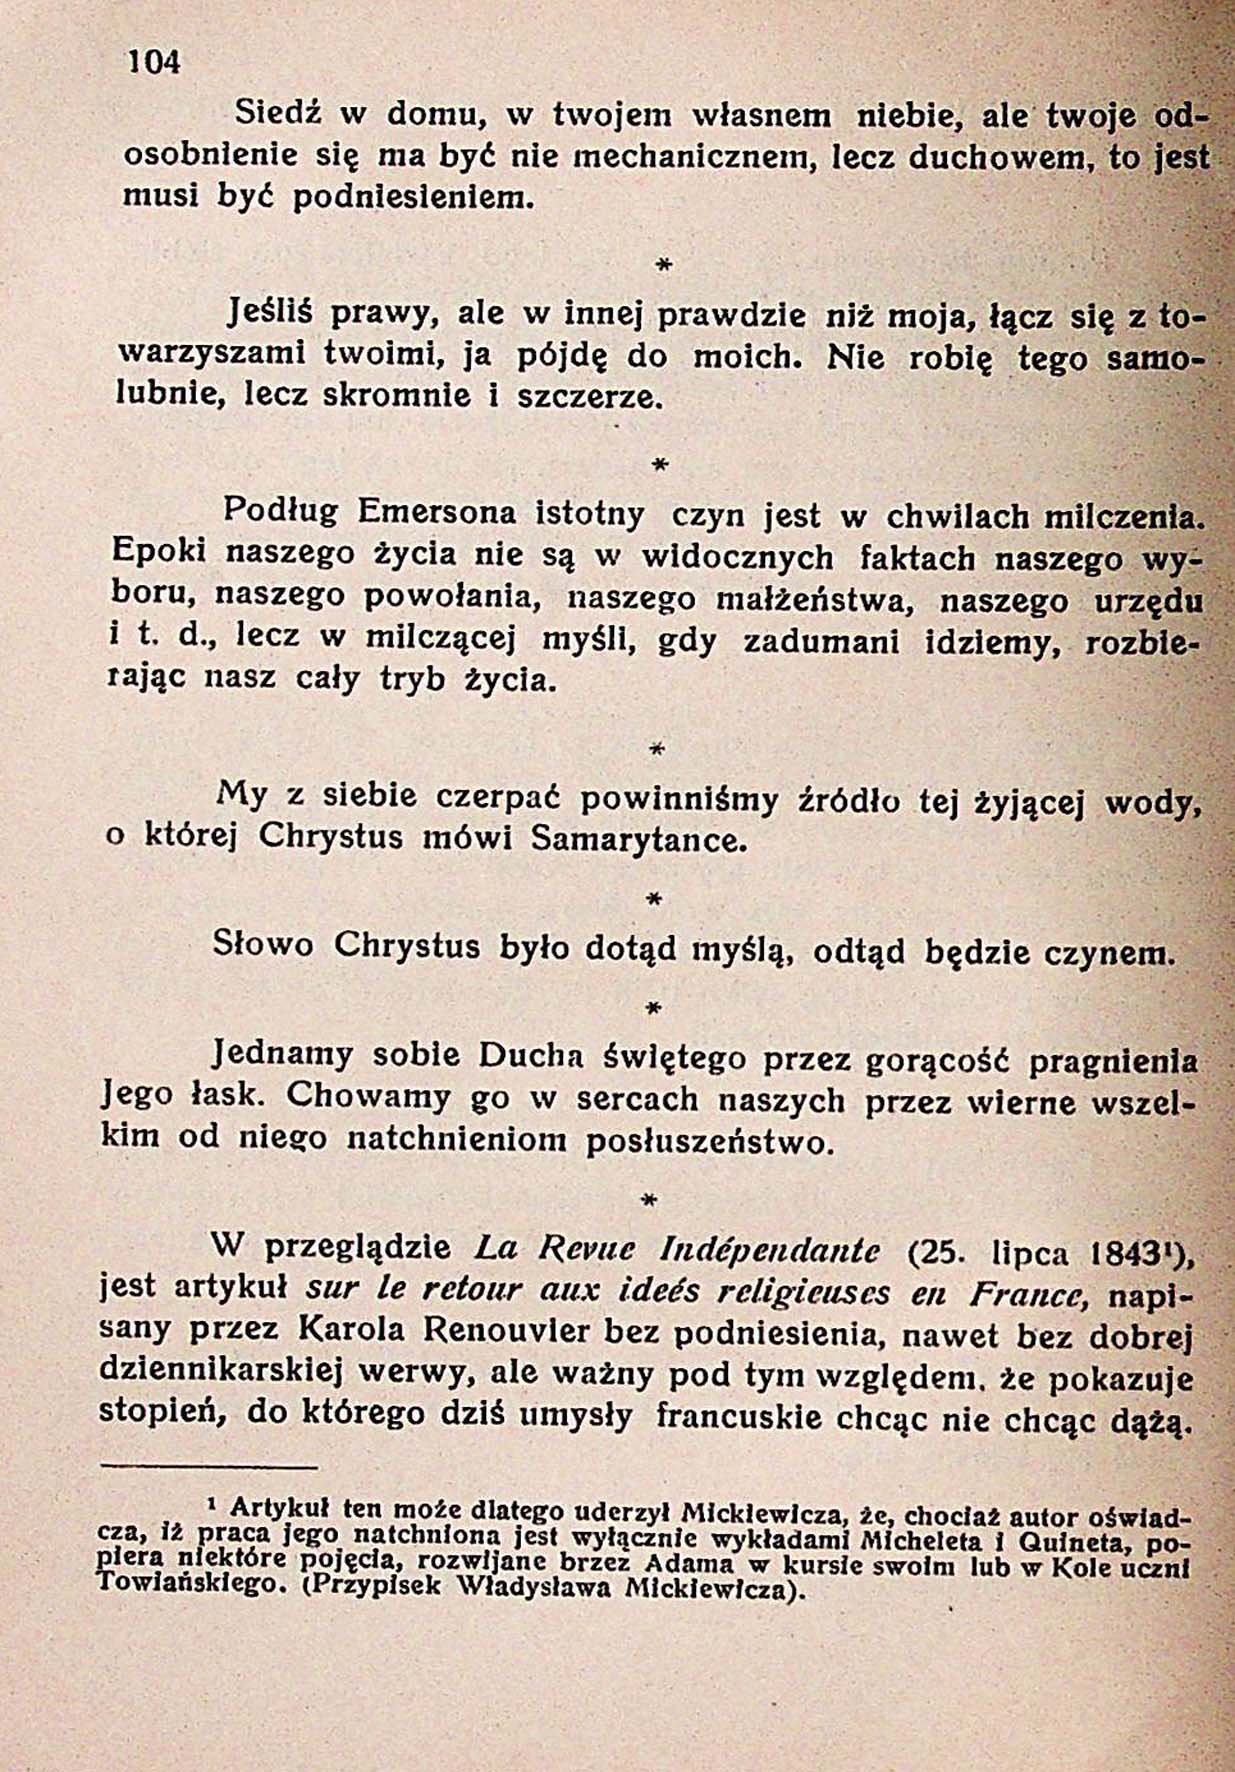 104
Siedź w domu, w twojem własnem niebie, ale twoje od-
osobnienie się ma być nie mechanicznem, lecz duchowem, to jest
musi być podniesieniem.
*
Jeśliś prawy, ale w innej prawdzie niż moja, łącz się z to-
warzyszami twoimi, ja pójdę do moich. Nie robię tego samo-
lubnie, lecz skromnie i szczerze.
*
Podług Emersona istotny czyn jest w chwilach milczenia.
Epoki naszego życia nie są w widocznych faktach naszego wy-
boru, naszego powołania, naszego małżeństwa, naszego urzędu
i t. d., lecz w milczącej myśli, gdy zadumani idziemy, rozbie-
rając nasz cały tryb życia.
*
My z siebie czerpać powinniśmy źródło tej żyjącej wody,
o której Chrystus mówi Samarytance.
*
Słowo Chrystus było dotąd myślą, odtąd będzie czynem.
*
Jednamy sobie Ducha świętego przez gorącość pragnienia
Jego łask. Chowamy go w sercach naszych przez wierne wszel-
kim od niego natchnieniom posłuszeństwo.
*
W przeglądzie La Revue Indépendante (25. lipca 1843¹),
jest artykuł sur le retour aux ideés religieuses en France, napi-
sany przez Karola Renouvier bez podniesienia, nawet bez dobrej
dziennikarskiej werwy, ale ważny pod tym względem. że pokazuje
stopień, do którego dziś umysły francuskie chcąc nie chcąc dążą.
¹ Artykuł ten może dlatego uderzył Mickiewicza, że, chociaż autor oświad-
cza, iż praca jego natchniona jest wyłącznie wykładami Micheleta i Quineta, po-
piera niektóre pojęcia, rozwijane brzez Adama w kursie swoim lub w Kole uczni
Towiańskiego. (Przypisek Władysława Mickiewicza).